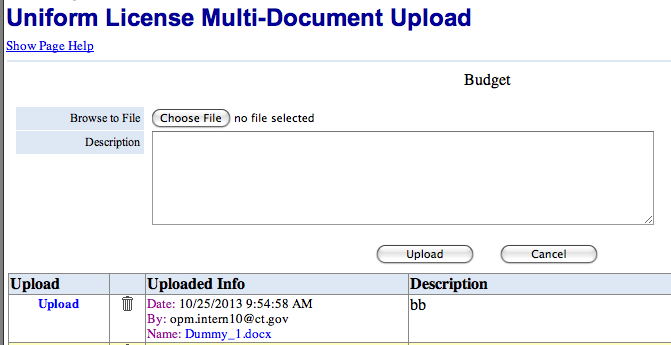 Uniform License Multi-Document Upload
Show Page Help
Budget
Browse to File Choose File no file selected
Description
Upload Cancel
Upload Uploaded Info Description
Upload Date: 10/25/2013 9:54:58 AM bb
By: opm.intern10@ct.gov
Name: Dummy_1.docx